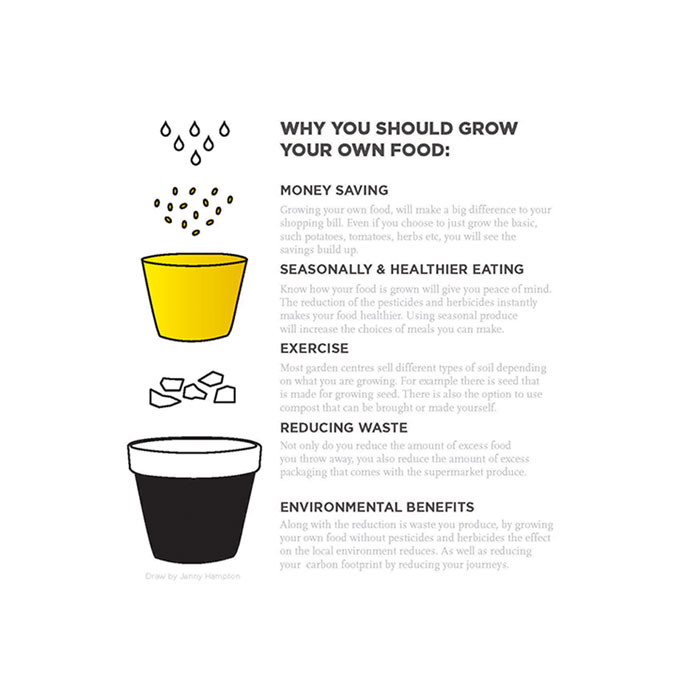 WHY YOU SHOULD GROW
YOUR OWN FOOD:
MONEY SAVING
Growing your own food, will make a big difference to your
shopping bill. Even if you choose to just grow the basic,
such potatoes, tomatoes, herbs etc, you will see the
savings build up.
SEASONALLY & HEALTHIER EATING
Know how your food is grown will give you peace of mind.
The reduction of the pesticides and herbicides instantly
makes your food healthier. Using seasonal produce
will increase the choices of meals you can make.
EXERCISE
Most garden centres sell different types of soil depending
on what you are growing. For example there is seed that
is made for growing seed. There is also the option to use
compost that can be brought or made yourself.
REDUCING WASTE
Not only do you reduce the amount of excess food
you throw away, you also reduce the amount of excess
packaging that comes with the supermarket produce.
ENVIRONMENTAL BENEFITS
Along with the reduction is waste you produce, by growing
your own food without pesticides and herbicides the effect
on the local environment reduces. As well as reducing
your carbon footprint by reducing your journeys.
Draw by Janny Hampton